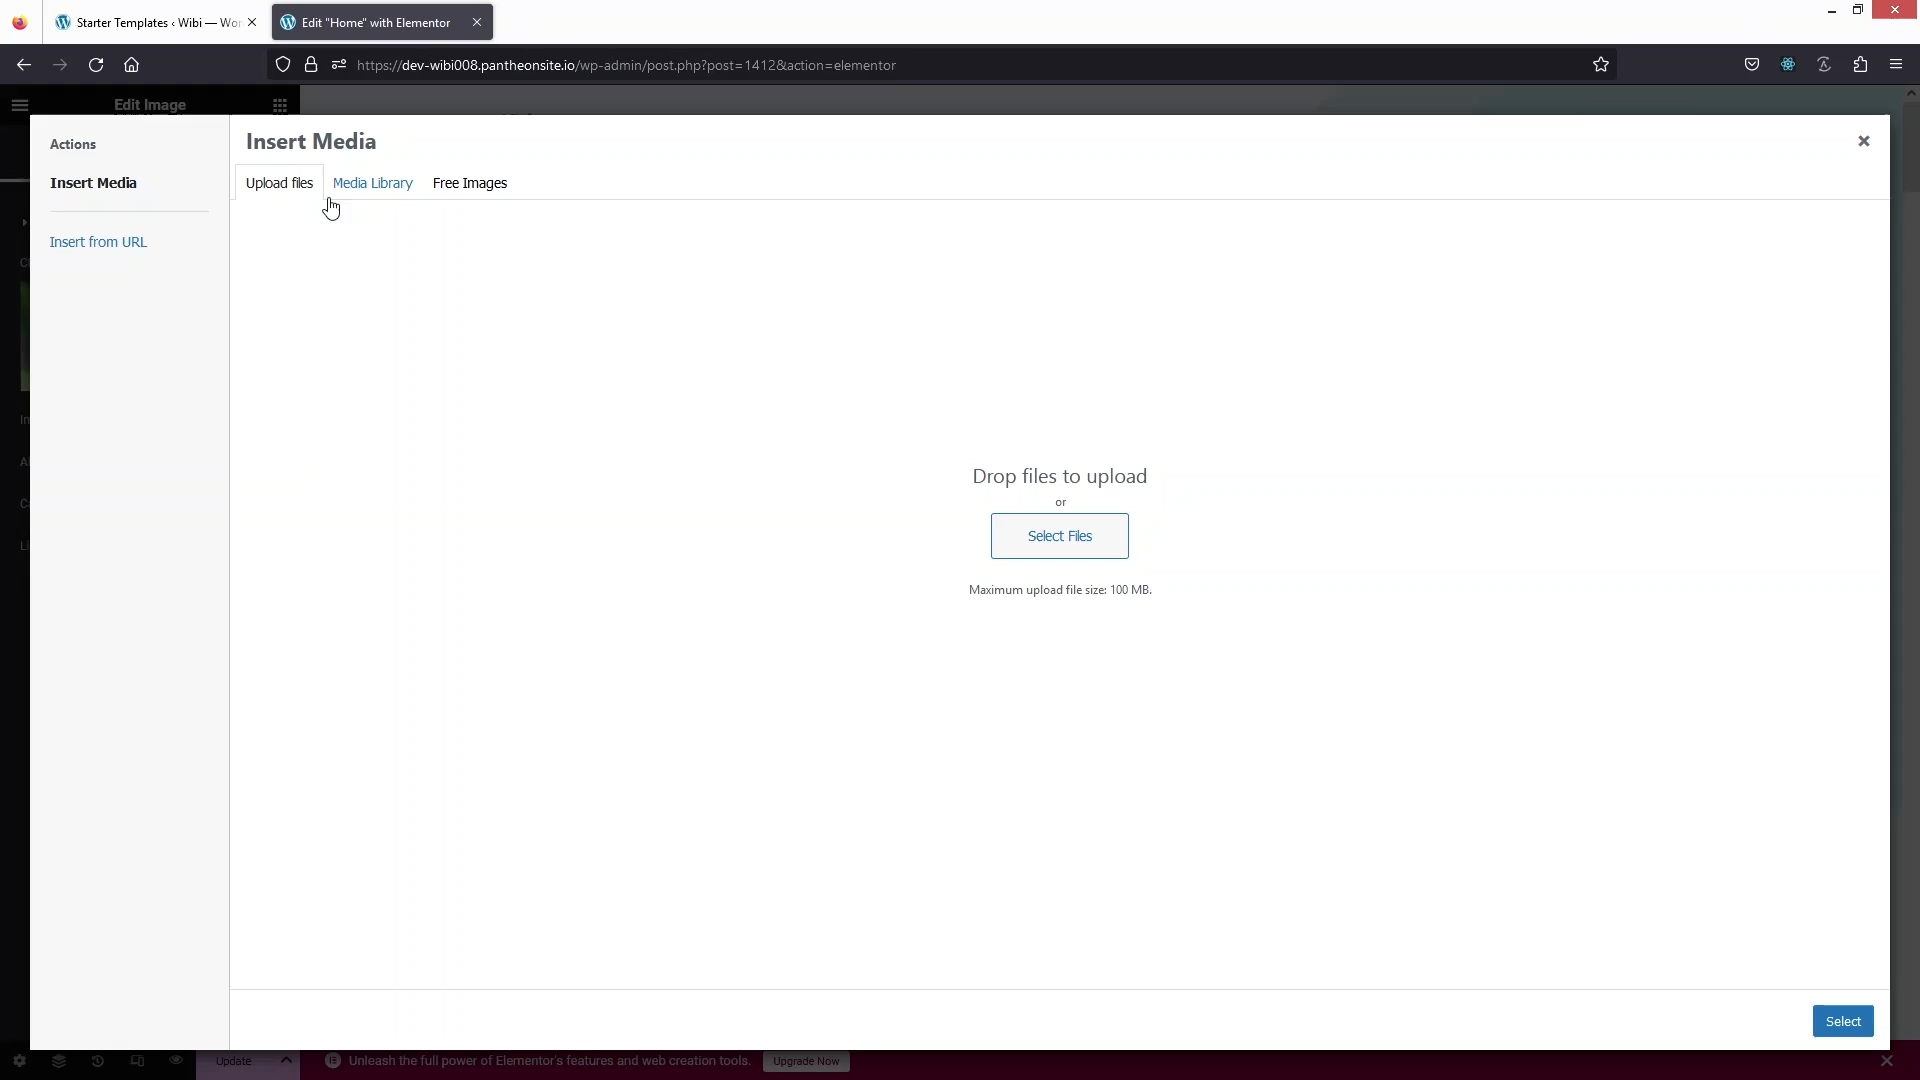 Starter Templates ‹ Wibi — Wor
Edit "Home" with Elementor
https://dev-wibi008.pantheonsite.io/wp-admin/post.php?post=1412&action=elementor
Edit Image
Actions
Insert Media
Insert from URL
Insert Media
Upload files
Media Library
Free Images
Drop files to upload
or
Select Files
Maximum upload file size: 100 MB.
Select
Update
Unleash the full power of Elementor's features and web creation tools.
Upgrade Now